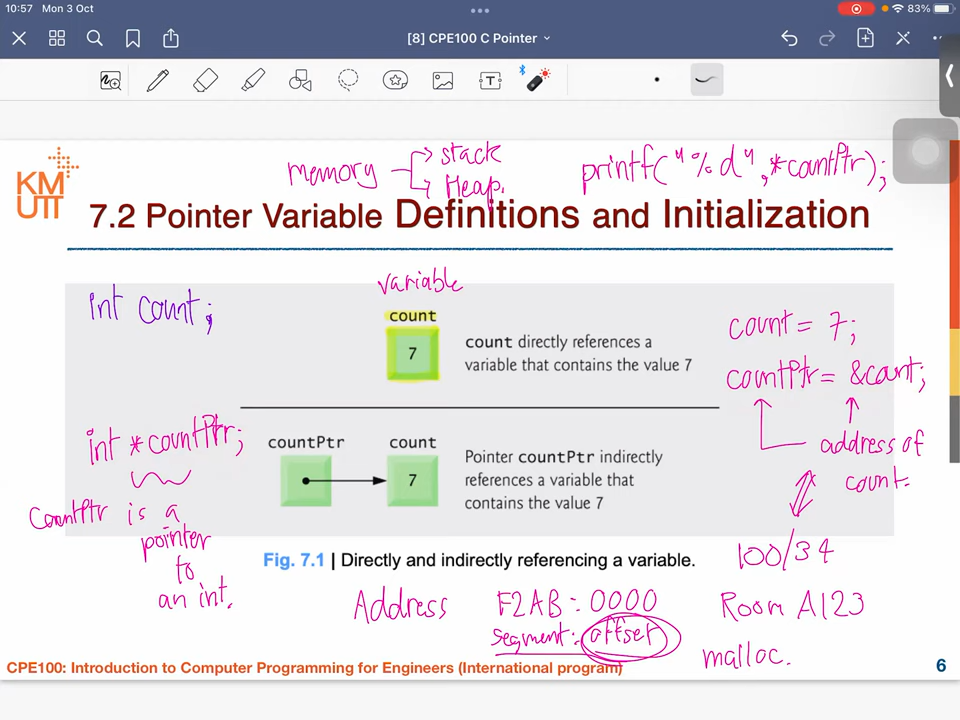 10:57 Mon 3 Oct
83%
[8] CPE100 C Pointer
T
KM
UTT
memory
stack
Heap.
printf("%d", *countPtr);
7.2 Pointer Variable Definitions and Initialization
variable
int count;
count
7
count directly references a
variable that contains the value 7
count = 7;
countPtr = &count;
address of
count.
int *countPtr;
countPtr is a
pointer
to
an int.
countPtr
count
7
Pointer countPtr indirectly
references a variable that
contains the value 7
100/34
Fig. 7.1 | Directly and indirectly referencing a variable.
Address
F2AB:0000
segment: offset
Room A123
malloc.
CPE100: Introduction to Computer Programming for Engineers (International program)
6